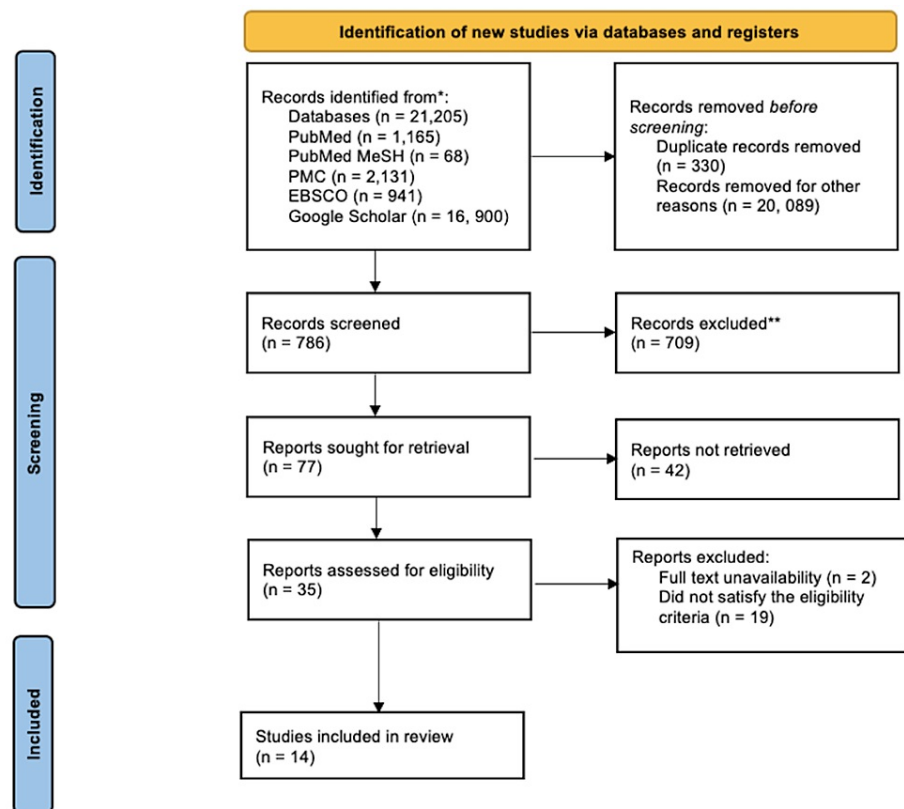 Identification of new studies via databases and registers
Identification
Records identified from*:
Databases (n = 21,205)
PubMed (n = 1,165)
PubMed MeSH (n = 68)
PMC (n = 2,131)
EBSCO (n = 941)
Google Scholar (n = 16, 900)
Records removed before
screening:
Duplicate records removed
(n = 330)
Records removed for other
reasons (n = 20, 089)
Screening
Records screened
(n = 786)
Records excluded**
(n = 709)
Reports sought for retrieval
(n = 77)
Reports not retrieved
(n = 42)
Reports assessed for eligibility
(n = 35)
Reports excluded:
Full text unavailability (n = 2)
Did not satisfy the eligibility
criteria (n = 19)
Included
Studies included in review
(n = 14)